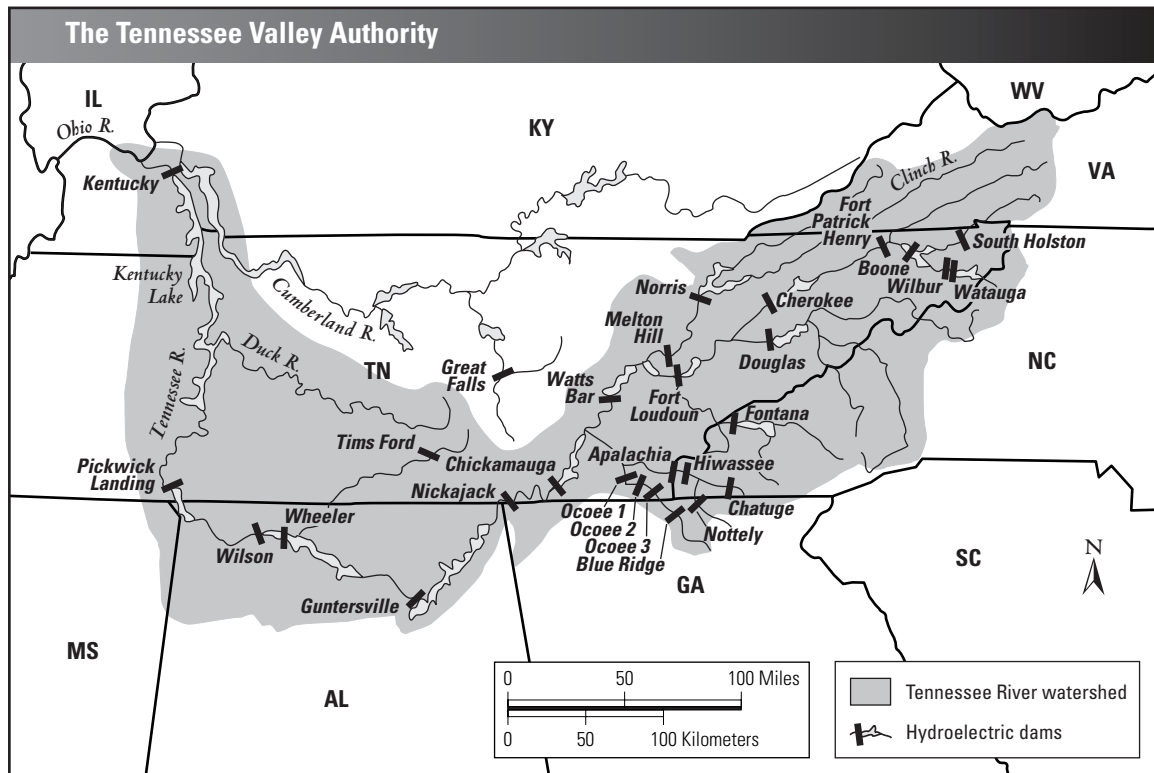 The Tennessee Valley Authority
IL
Ohio R.
KY
WV
VA
Kentucky
Clinch R.
Fort
Patrick
Henry
South Holston
Boone
Wilbur
Watauga
Kentucky
Lake
Cumberland R.
Norris
Cherokee
Melton
Hill
Douglas
NC
Tennessee R.
Duck R.
TN
Great
Falls
Watts
Bar
Fort
Loudoun
Fontana
Tims Ford
Chickamauga
Apalachia
Hiwassee
Pickwick
Landing
Nickajack
Chatuge
Ocoee 1
Ocoee 2
Ocoee 3
Blue Ridge
Nottely
Wheeler
Wilson
Guntersville
GA
SC
N
MS
AL
0 50 100 Miles
0 50 100 Kilometers
Tennessee River watershed
Hydroelectric dams